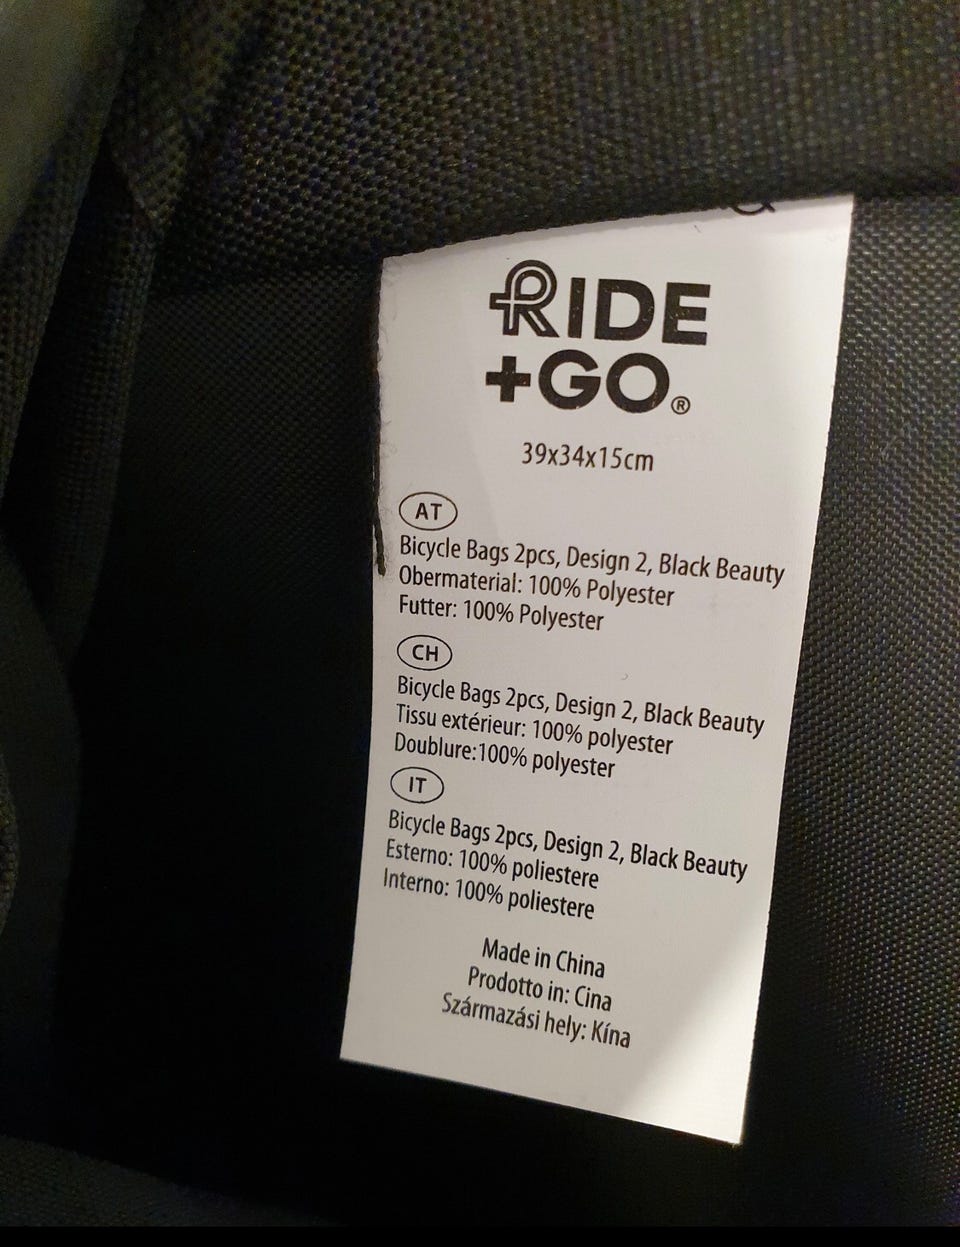 RIDE
+GO®
39x34x15cm
AT
Bicycle Bags 2pcs, Design 2, Black Beauty
Obermaterial: 100% Polyester
Futter: 100% Polyester
CH
Bicycle Bags 2pcs, Design 2, Black Beauty
Tissu extérieur: 100% polyester
Doublure:100% polyester
IT
Bicycle Bags 2pcs, Design 2, Black Beauty
Esterno: 100% poliestere
Interno: 100% poliestere
Made in China
Prodotto in: Cina
Származási hely: Kína